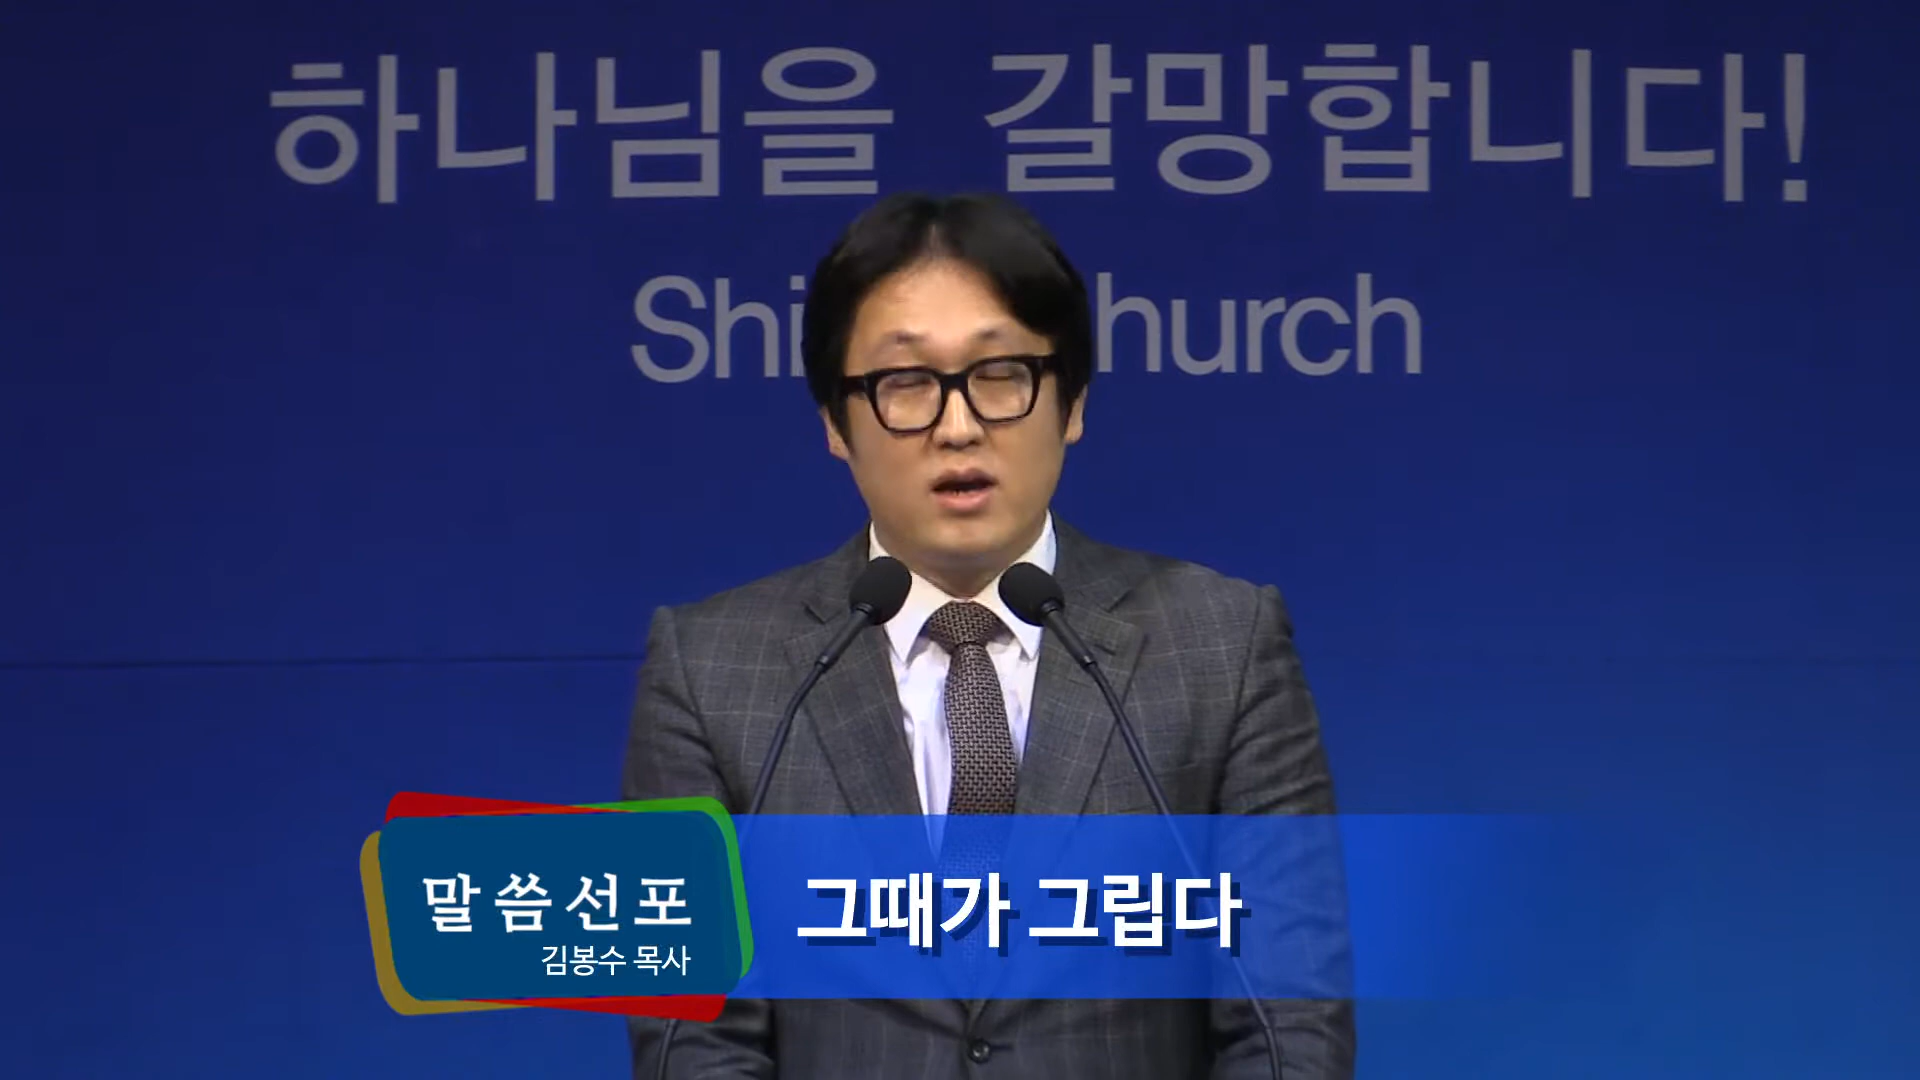 하나님을 갈망합니다!
Shi hurch
말씀선포
김봉수 목사
그때가 그립다